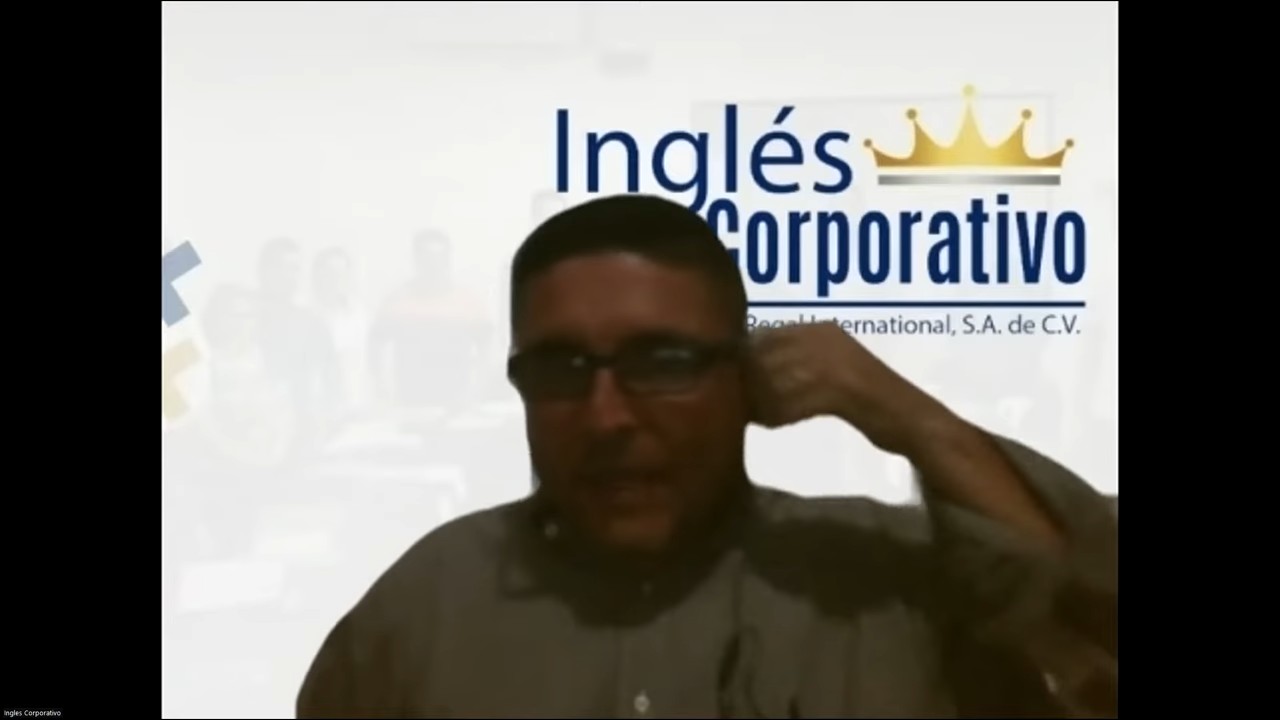 Inglés
Corporativo
Regal International, S.A. de C.V.
Ingles Corporativo